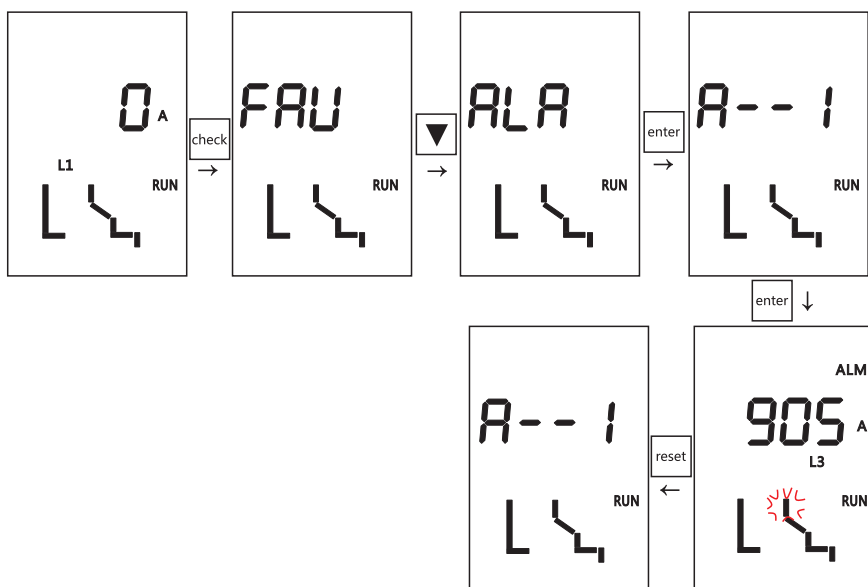 0 A
L1
RUN
check
→
FAU
RUN
▼
→
ALA
RUN
enter
→
A--1
RUN
enter ↓
ALM
905 A
L3
RUN
reset
←
A--1
RUN